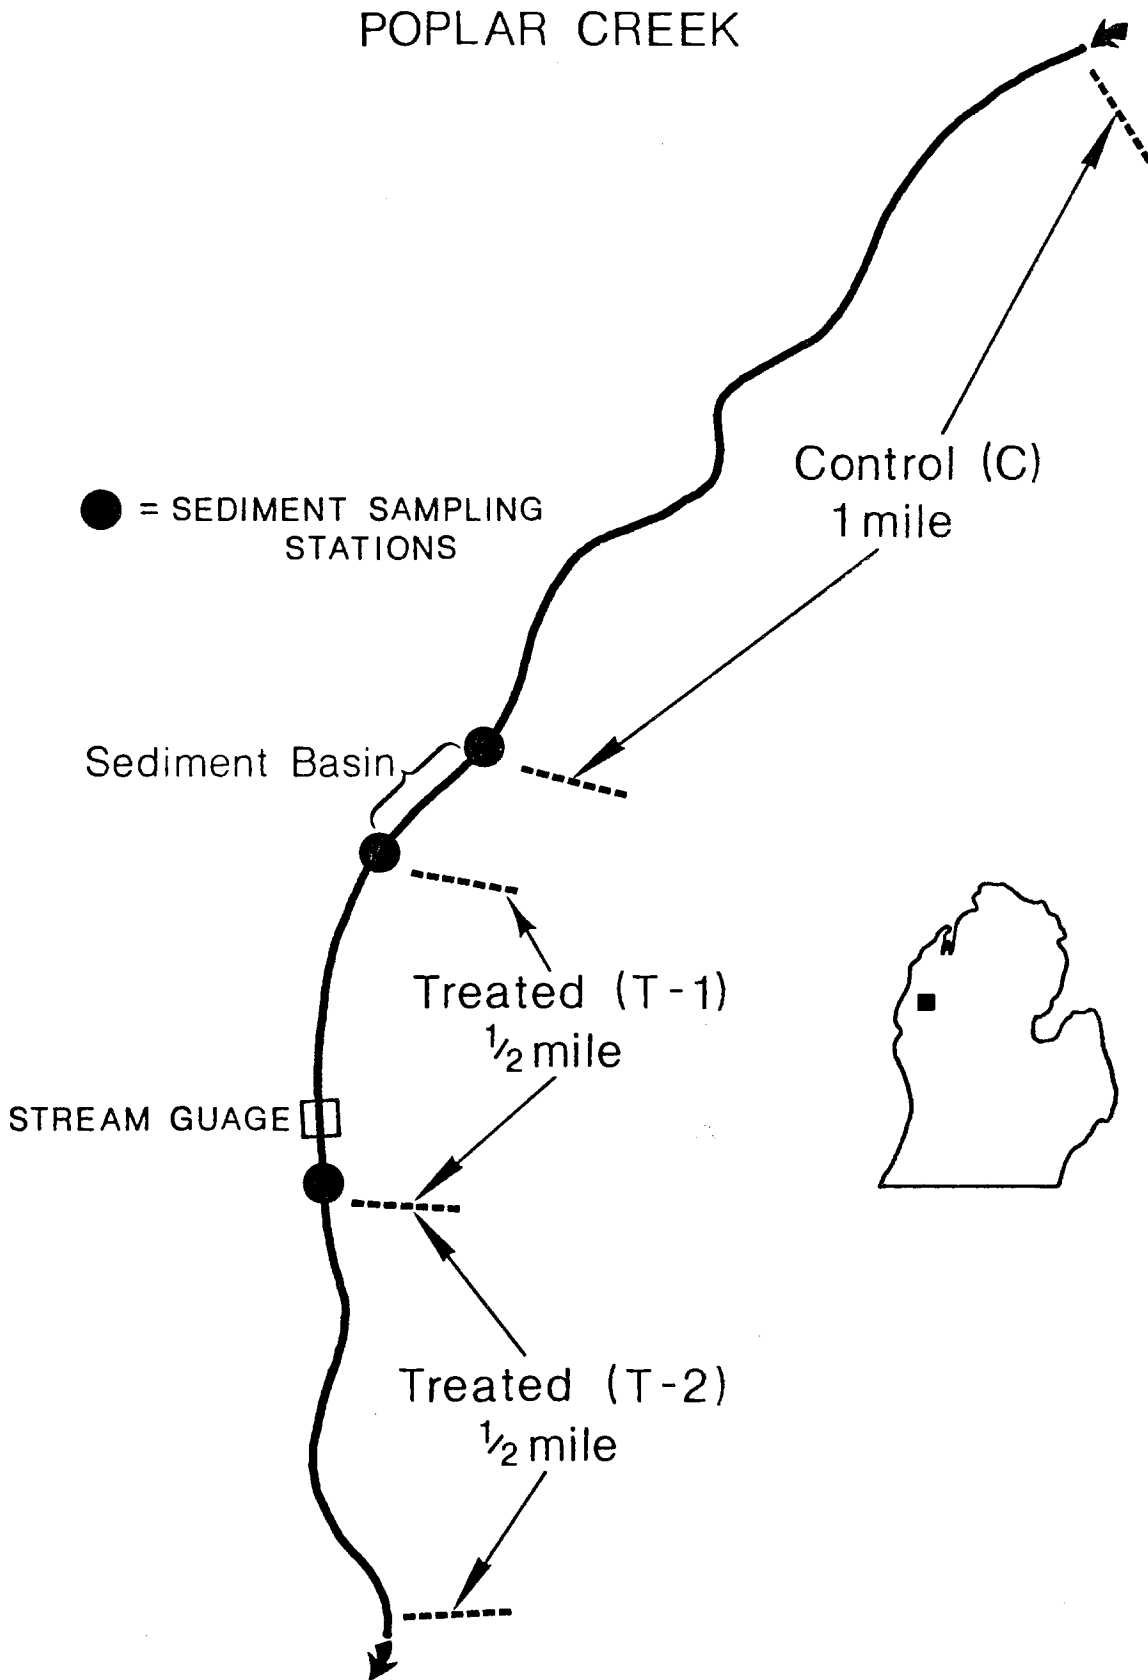 POPLAR CREEK
Control (C)
1 mile
= SEDIMENT SAMPLING
STATIONS
Sediment Basin
Treated (T-1)
1/2 mile
STREAM GUAGE
Treated (T-2)
1/2 mile